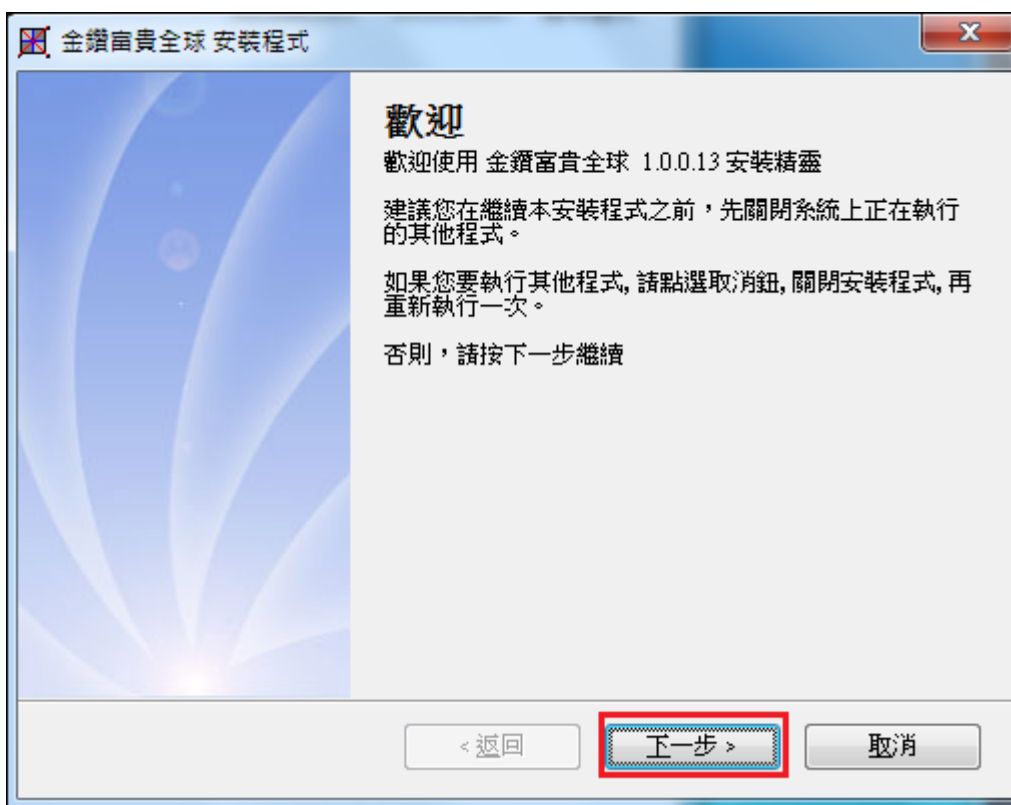 金鑽富貴全球 安裝程式
歡迎
歡迎使用 金鑽富貴全球 1.0.0.13 安裝精靈
建議您在繼續本安裝程式之前，先關閉系統上正在執行
的其他程式。
如果您要執行其他程式, 請點選取消鈕, 關閉安裝程式, 再
重新執行一次。
否則，請按下一步繼續
< 返回
下一步 >
取消